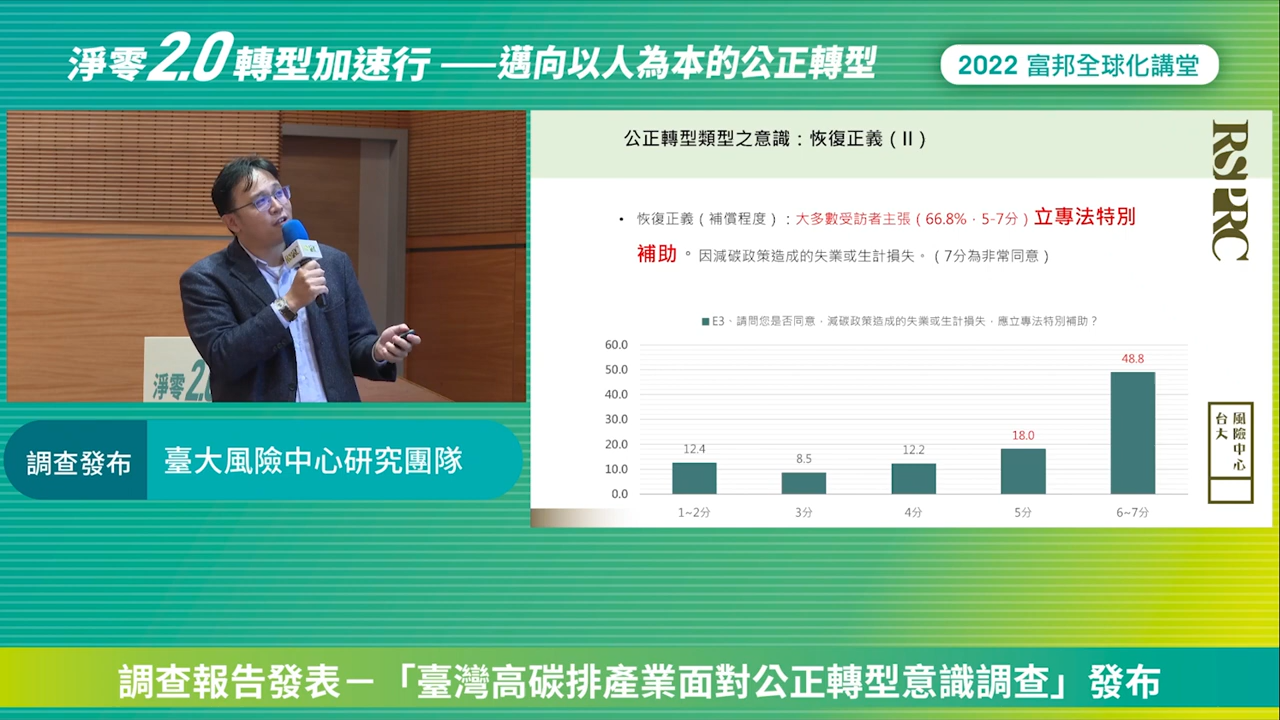 淨零2.0轉型加速行——邁向以人為本的公正轉型
2022 富邦全球化講堂
淨零2.0
調查發布
臺大風險中心研究團隊
公正轉型類型之意識：恢復正義（II）
• 恢復正義（補償程度）：大多數受訪者主張（66.8%，5-7分）立專法特別
補助。因減碳政策造成的失業或生計損失。（7分為非常同意）
■E3、請問您是否同意，減碳政策造成的失業或生計損失，應立專法特別補助？
60.0
50.0
40.0
30.0
20.0
10.0
0.0
12.4
8.5
12.2
18.0
48.8
1~2分
3分
4分
5分
6~7分
RSPRC
台大
風險中心
調查報告發表－「臺灣高碳排產業面對公正轉型意識調查」發布